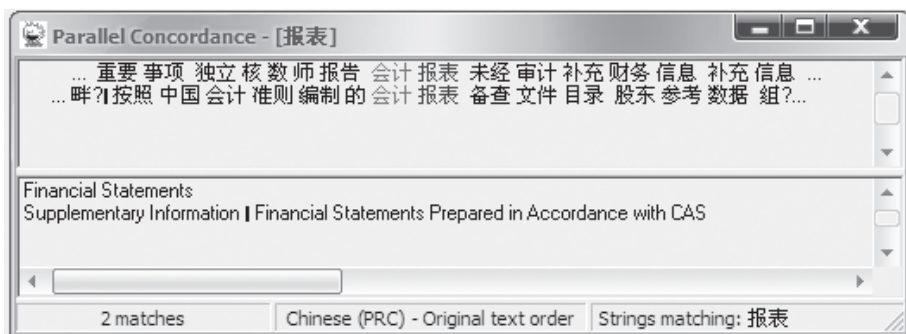 Parallel Concordance - [报表]
... 重要 事项 独立 核 数 师 报告 会计 报表 未经 审计 补充 财务 信息 补充 信息 ...
... 畔?| 按照 中国 会计 准则 编制 的 会计 报表 备查 文件 目录 股东 参考 数据 组?...
Financial Statements
Supplementary Information | Financial Statements Prepared in Accordance with CAS
2 matches
Chinese (PRC) - Original text order
Strings matching: 报表